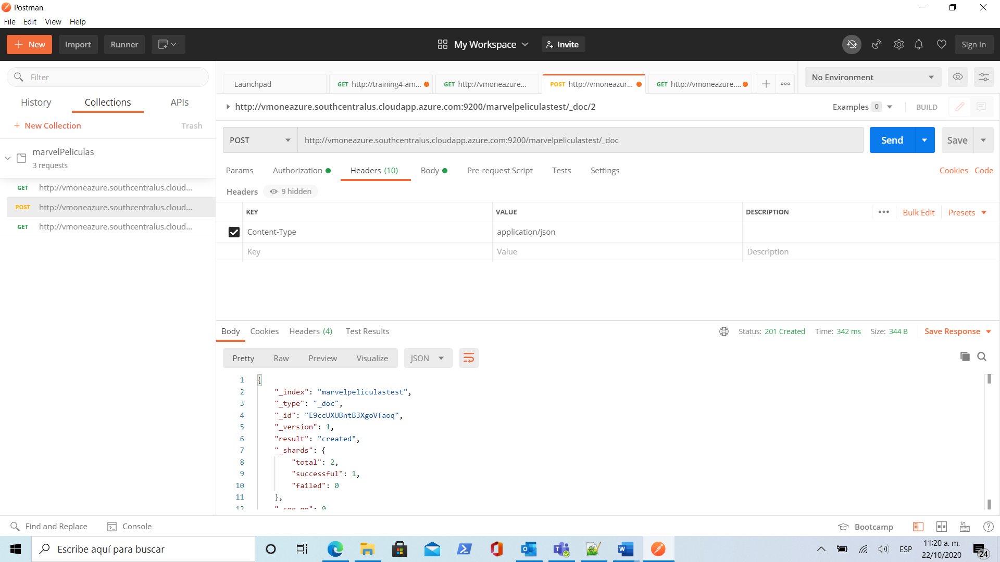 Postman
File Edit View Help
+ New Import Runner My Workspace Invite Sign In
Filter
History Collections APIs
+ New Collection Trash
marvelPeliculas
3 requests
GET http://vmoneazure.southcentralus.cloud...
POST http://vmoneazure.southcentralus.cloud...
GET http://vmoneazure.southcentralus.cloud...
Launchpad GET http://training4-am... GET http://vmoneazure... POST http://vmoneazur... GET http://vmoneazure.... No Environment
http://vmoneazure.southcentralus.cloudapp.azure.com:9200/marvelpeliculastest/_doc/2 Examples 0 BUILD
POST http://vmoneazure.southcentralus.cloudapp.azure.com:9200/marvelpeliculastest/_doc Send Save
Params Authorization Headers (10) Body Pre-request Script Tests Settings Cookies Code
Headers 9 hidden
KEY VALUE DESCRIPTION ••• Bulk Edit Presets
Content-Type application/json
Key Value Description
Body Cookies Headers (4) Test Results Status: 201 Created Time: 342 ms Size: 344 B Save Response
Pretty Raw Preview Visualize JSON
1 {
2 "_index": "marvelpeliculastest",
3 "_type": "_doc",
4 "_id": "E9ccUXUBntB3XgoVfaoq",
5 "_version": 1,
6 "result": "created",
7 "_shards": {
8 "total": 2,
9 "successful": 1,
10 "failed": 0
11 },
12 "_seq_no": 0
Find and Replace Console Bootcamp
Escribe aquí para buscar ESP 11:20 a. m.
22/10/2020 24